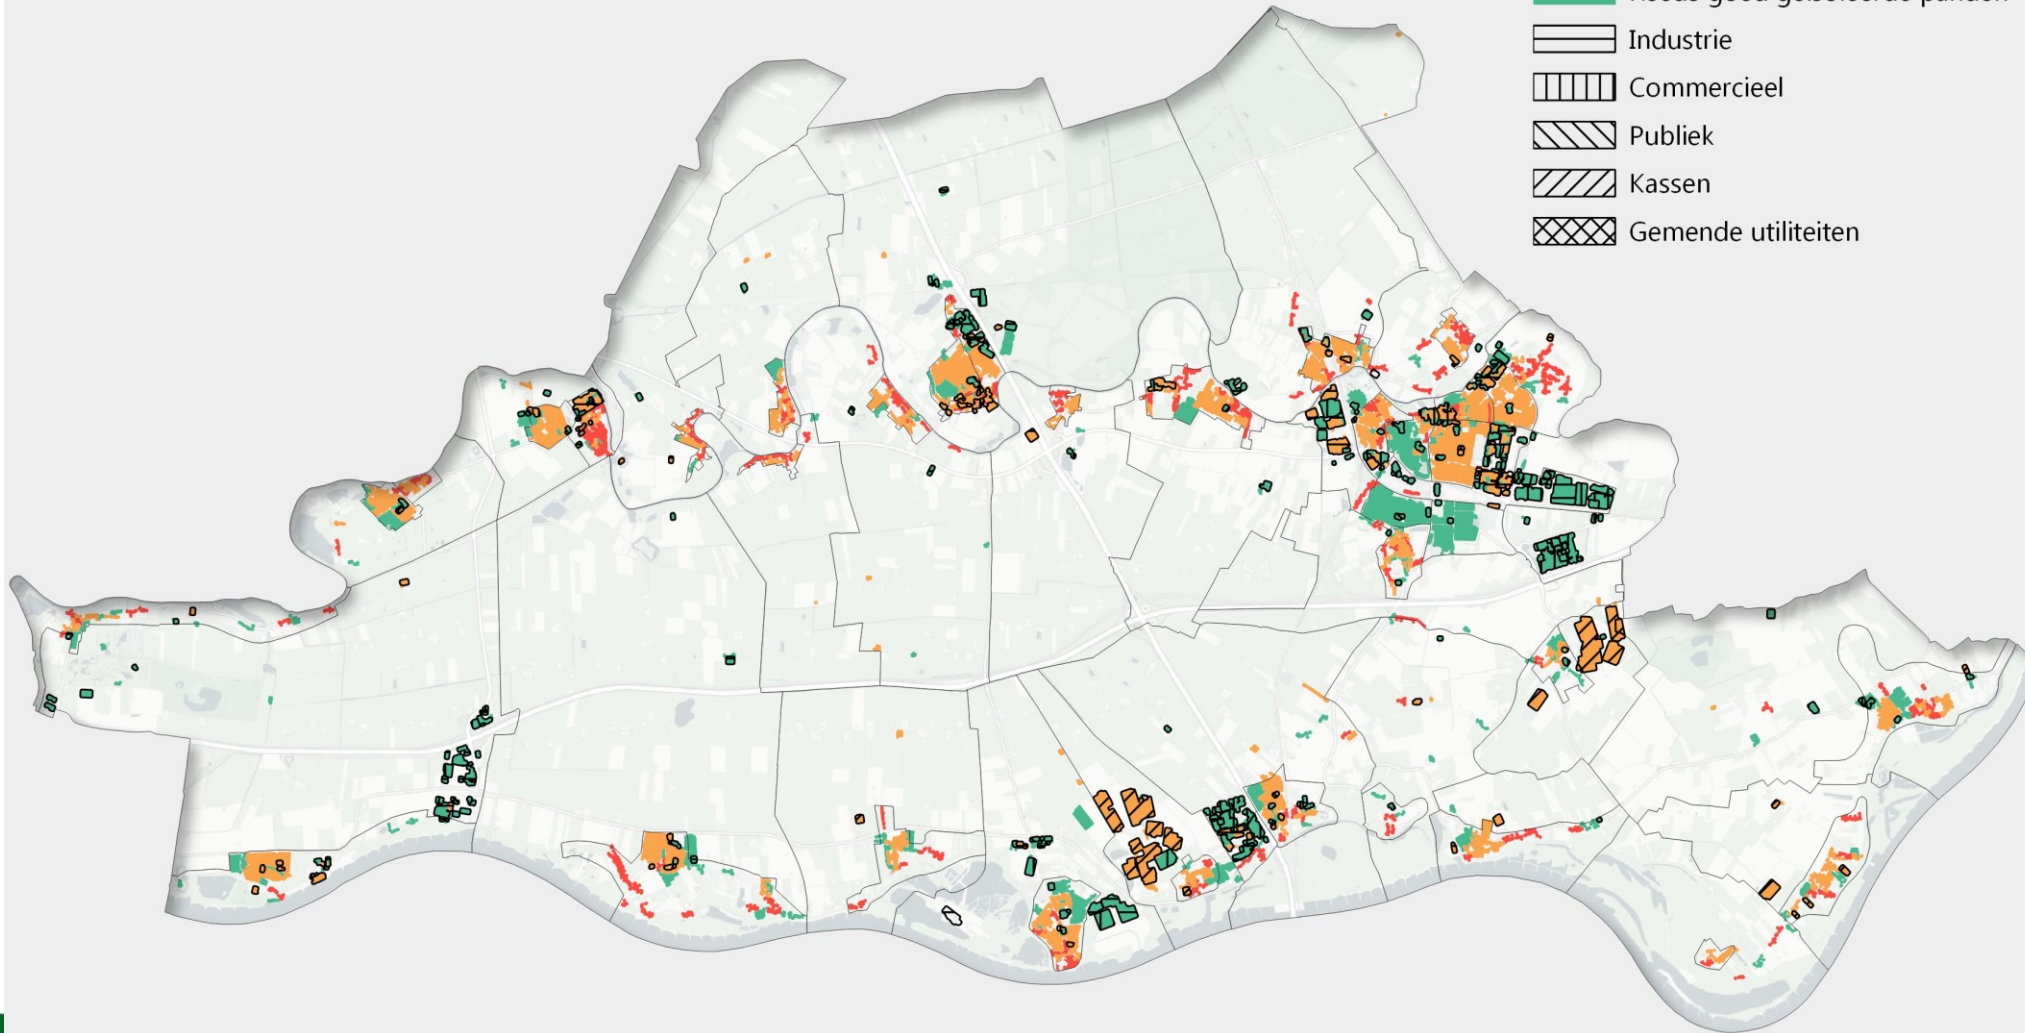 Industrie
Commercieel
Publiek
Kassen
Gemende utiliteiten